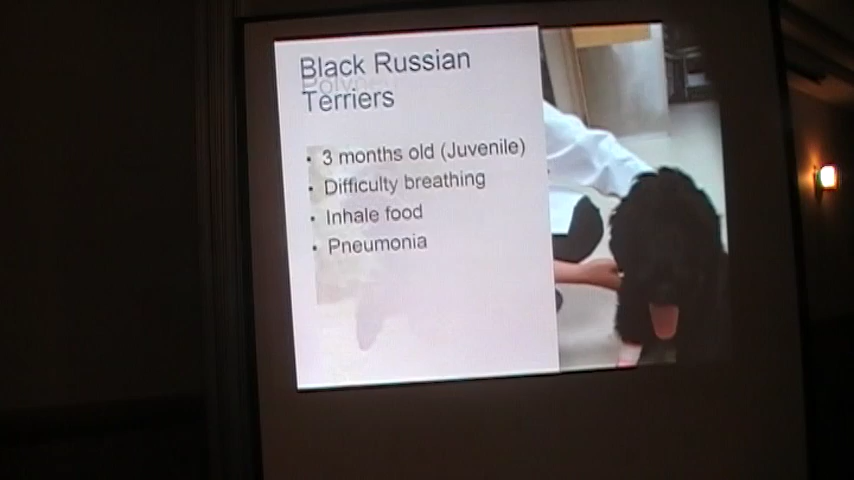 Black Russian
Terriers
• 3 months old (Juvenile)
• Difficulty breathing
• Inhale food
• Pneumonia